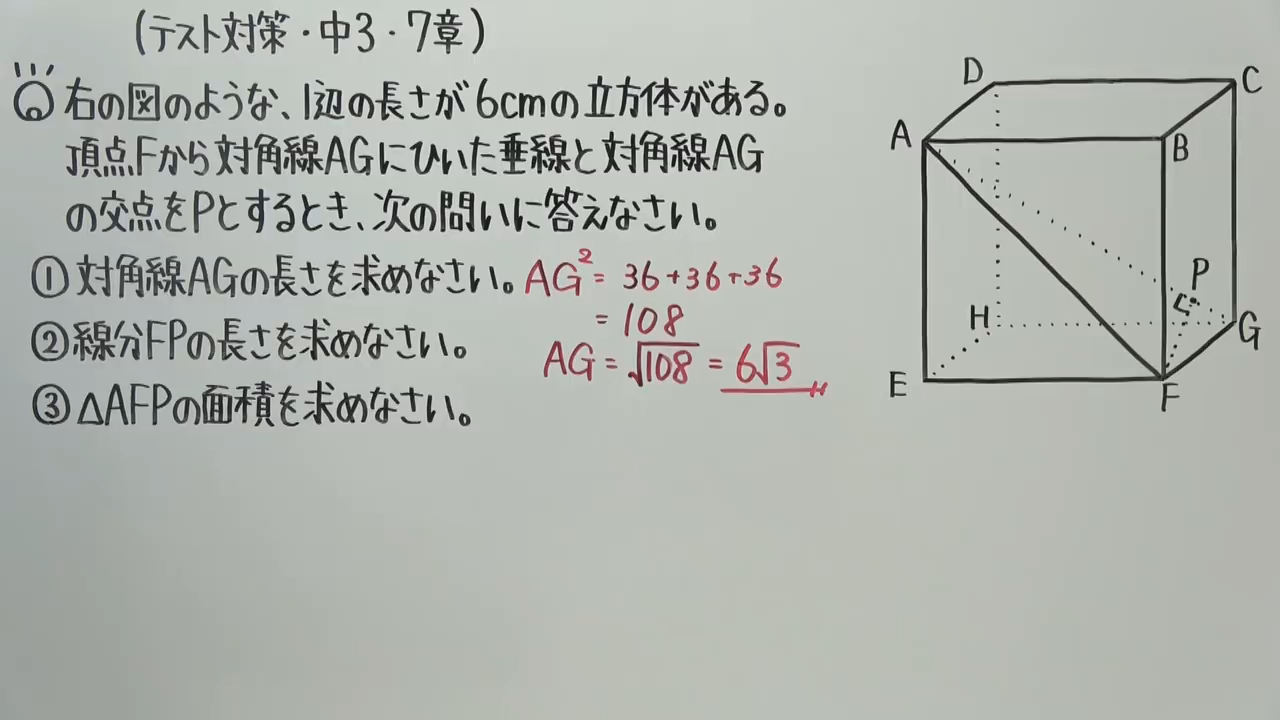 (テスト対策・中3・7章)
右の図のような、1辺の長さが6cmの立方体がある。
頂点Fから対角線AGにひいた垂線と対角線AG
の交点をPとするとき、次の問いに答えなさい。
①対角線AGの長さを求めなさい。
AG²=36+36+36
=108
AG=√108=6√3
②線分FPの長さを求めなさい。
③△AFPの面積を求めなさい。
D
C
A
B
P
H
G
E
F